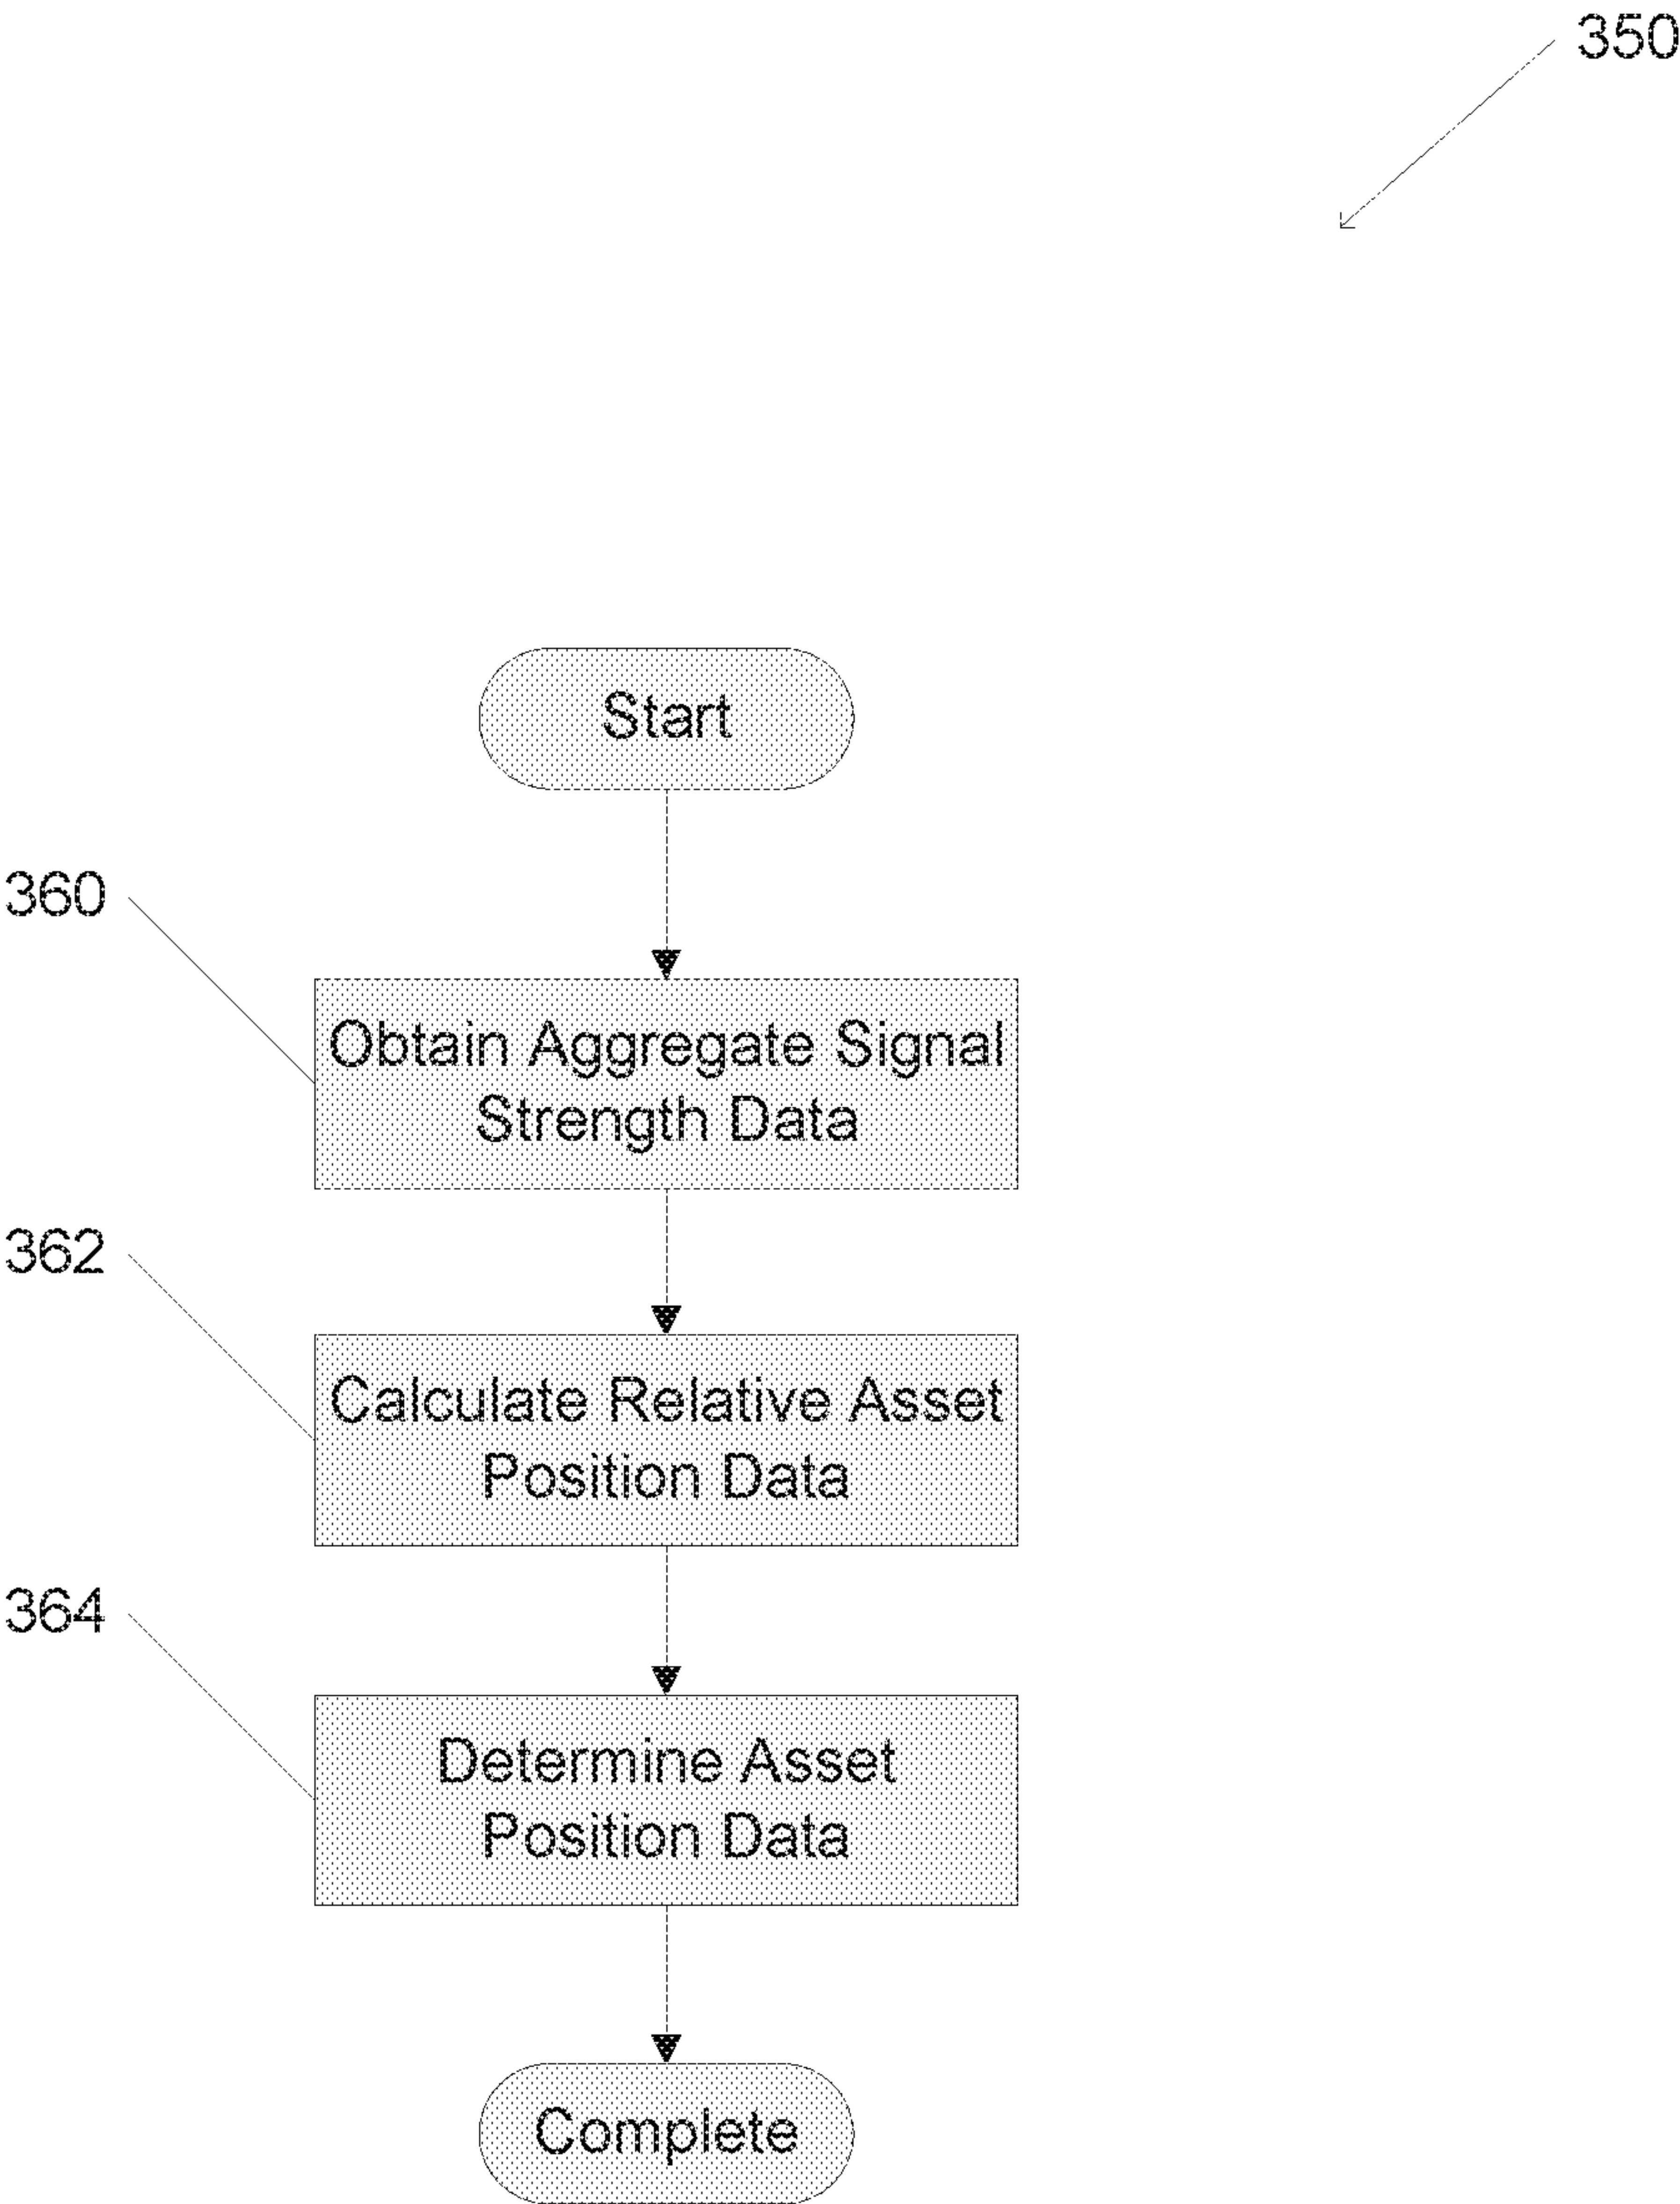 350
Start
360
Obtain Aggregate Signal
Strength Data
362
Calculate Relative Asset
Position Data
364
Determine Asset
Position Data
Complete